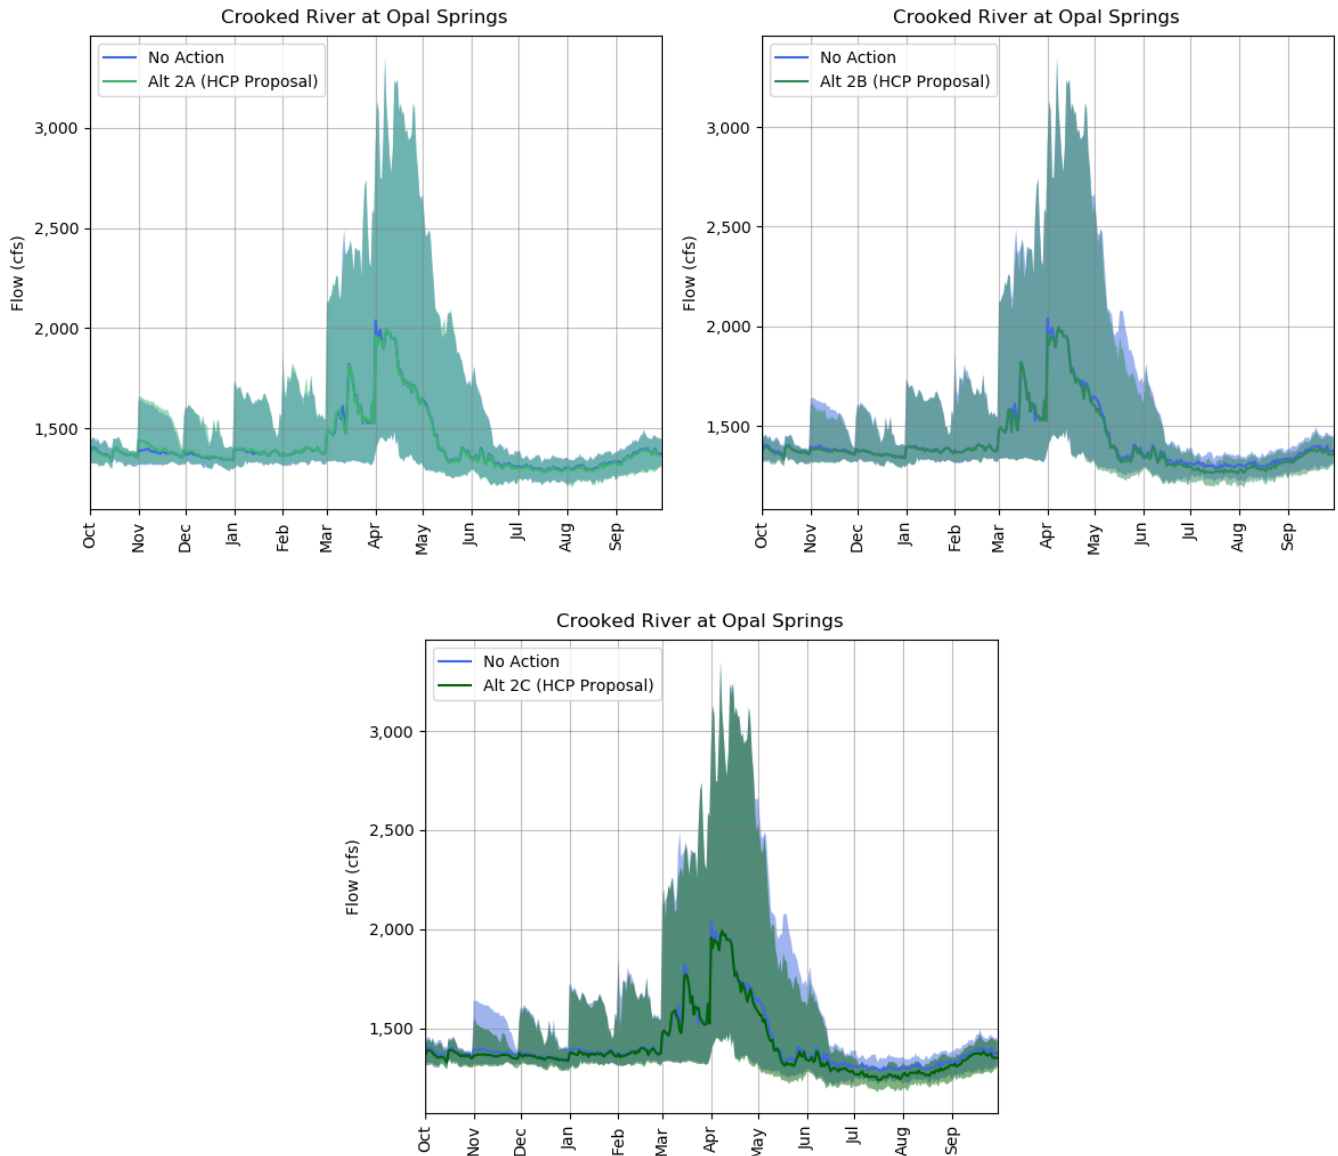 Crooked River at Opal Springs
No Action
Alt 2A (HCP Proposal)
Flow (cfs)
3,000
2,500
2,000
1,500
Oct Nov Dec Jan Feb Mar Apr May Jun Jul Aug Sep
Crooked River at Opal Springs
No Action
Alt 2B (HCP Proposal)
Flow (cfs)
3,000
2,500
2,000
1,500
Oct Nov Dec Jan Feb Mar Apr May Jun Jul Aug Sep
Crooked River at Opal Springs
No Action
Alt 2C (HCP Proposal)
Flow (cfs)
3,000
2,500
2,000
1,500
Oct Nov Dec Jan Feb Mar Apr May Jun Jul Aug Sep